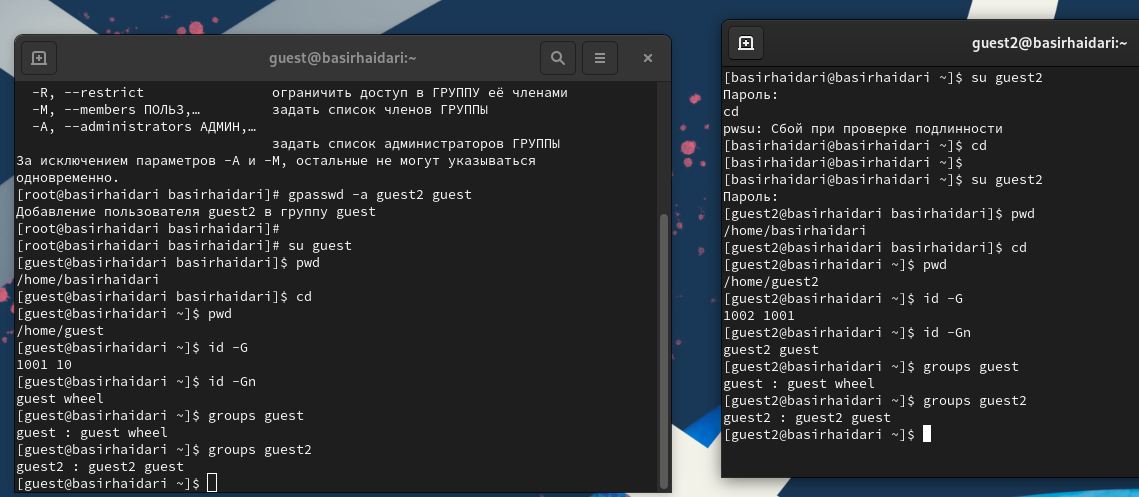 guest@basirhaidari:~
-R, --restrict ограничить доступ в ГРУППУ её членами
-M, --members ПОЛЬЗ,… задать список членов ГРУППЫ
-A, --administrators АДМИН,…
задать список администраторов ГРУППЫ
За исключением параметров -A и -M, остальные не могут указываться
одновременно.
[root@basirhaidari basirhaidari]# gpasswd -a guest2 guest
Добавление пользователя guest2 в группу guest
[root@basirhaidari basirhaidari]#
[root@basirhaidari basirhaidari]# su guest
[guest@basirhaidari basirhaidari]$ pwd
/home/basirhaidari
[guest@basirhaidari basirhaidari]$ cd
[guest@basirhaidari ~]$ pwd
/home/guest
[guest@basirhaidari ~]$ id -G
1001 10
[guest@basirhaidari ~]$ id -Gn
guest wheel
[guest@basirhaidari ~]$ groups guest
guest : guest wheel
[guest@basirhaidari ~]$ groups guest2
guest2 : guest2 guest
[guest@basirhaidari ~]$
guest2@basirhaidari:~
[basirhaidari@basirhaidari ~]$ su guest2
Пароль:
cd
pwsu: Сбой при проверке подлинности
[basirhaidari@basirhaidari ~]$ cd
[basirhaidari@basirhaidari ~]$
[basirhaidari@basirhaidari ~]$ su guest2
Пароль:
[guest2@basirhaidari basirhaidari]$ pwd
/home/basirhaidari
[guest2@basirhaidari basirhaidari]$ cd
[guest2@basirhaidari ~]$ pwd
/home/guest2
[guest2@basirhaidari ~]$ id -G
1002 1001
[guest2@basirhaidari ~]$ id -Gn
guest2 guest
[guest2@basirhaidari ~]$ groups guest
guest : guest wheel
[guest2@basirhaidari ~]$ groups guest2
guest2 : guest2 guest
[guest2@basirhaidari ~]$